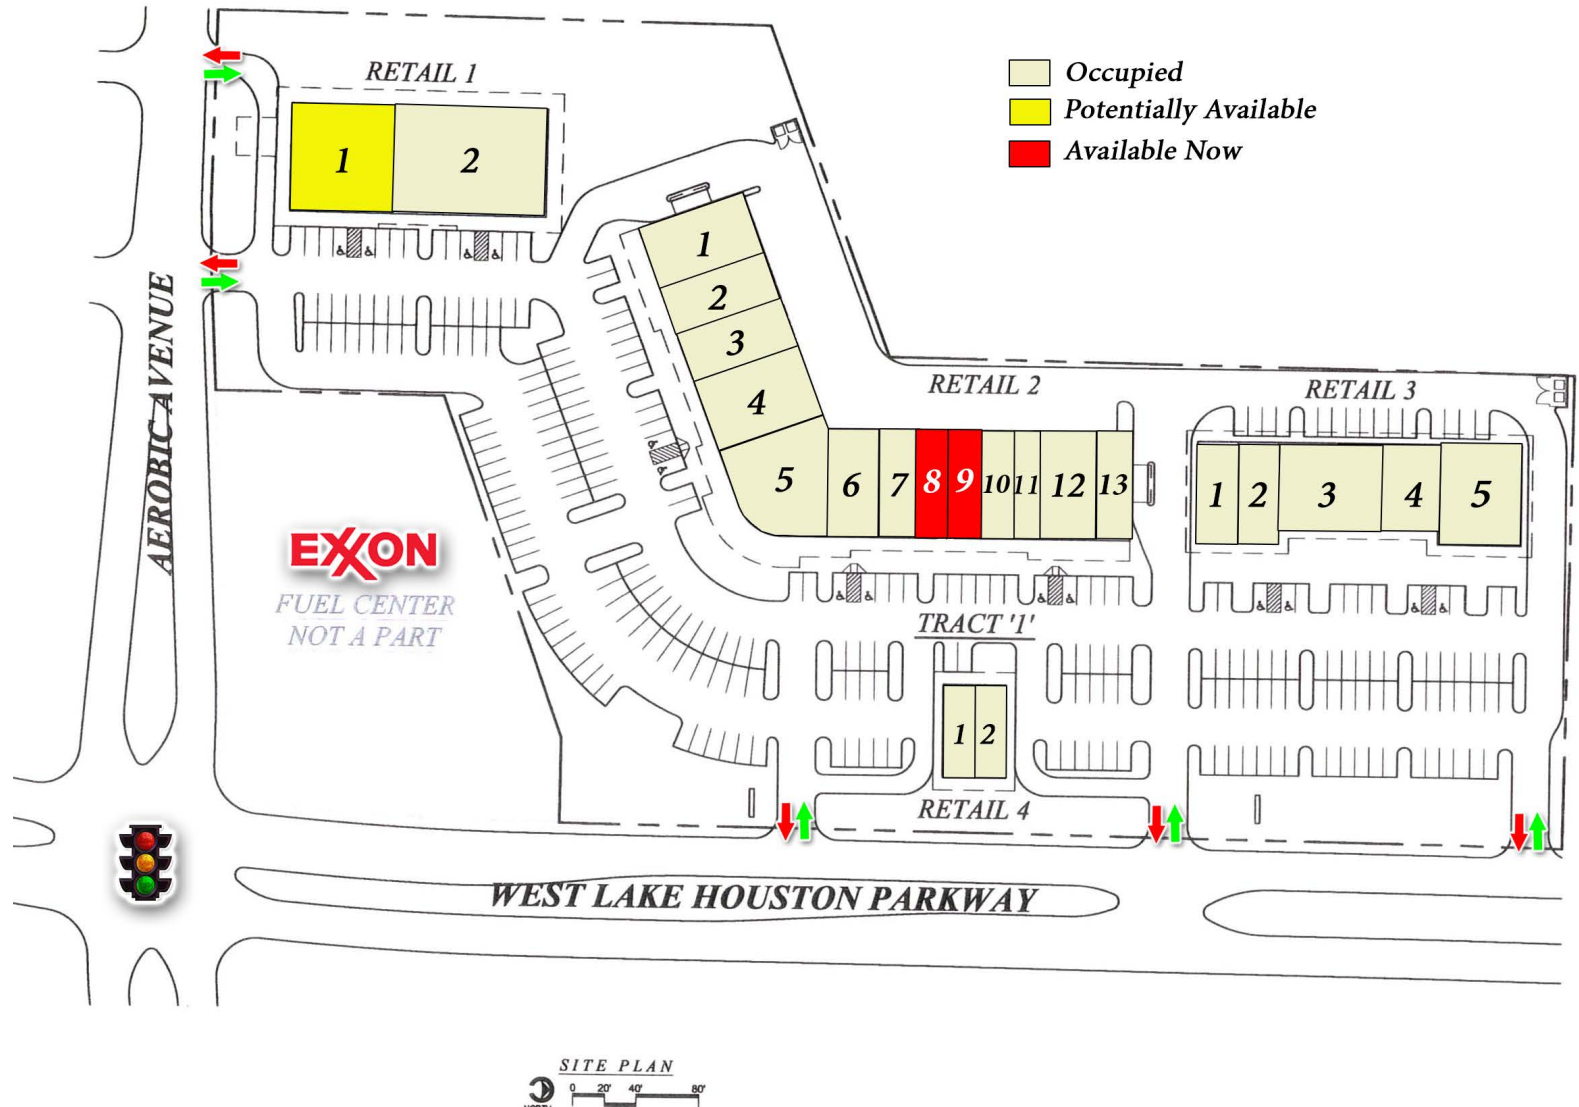 RETAIL 1
Occupied
Potentially Available
Available Now
1
2
1
2
3
4
5
6
7
8
9
10
11
12
13
RETAIL 2
RETAIL 3
1
2
3
4
5
AEROBIC AVENUE
EXXON
FUEL CENTER
NOT A PART
TRACT '1'
1
2
RETAIL 4
WEST LAKE HOUSTON PARKWAY
SITE PLAN
0 20' 40' 80'
NORTH